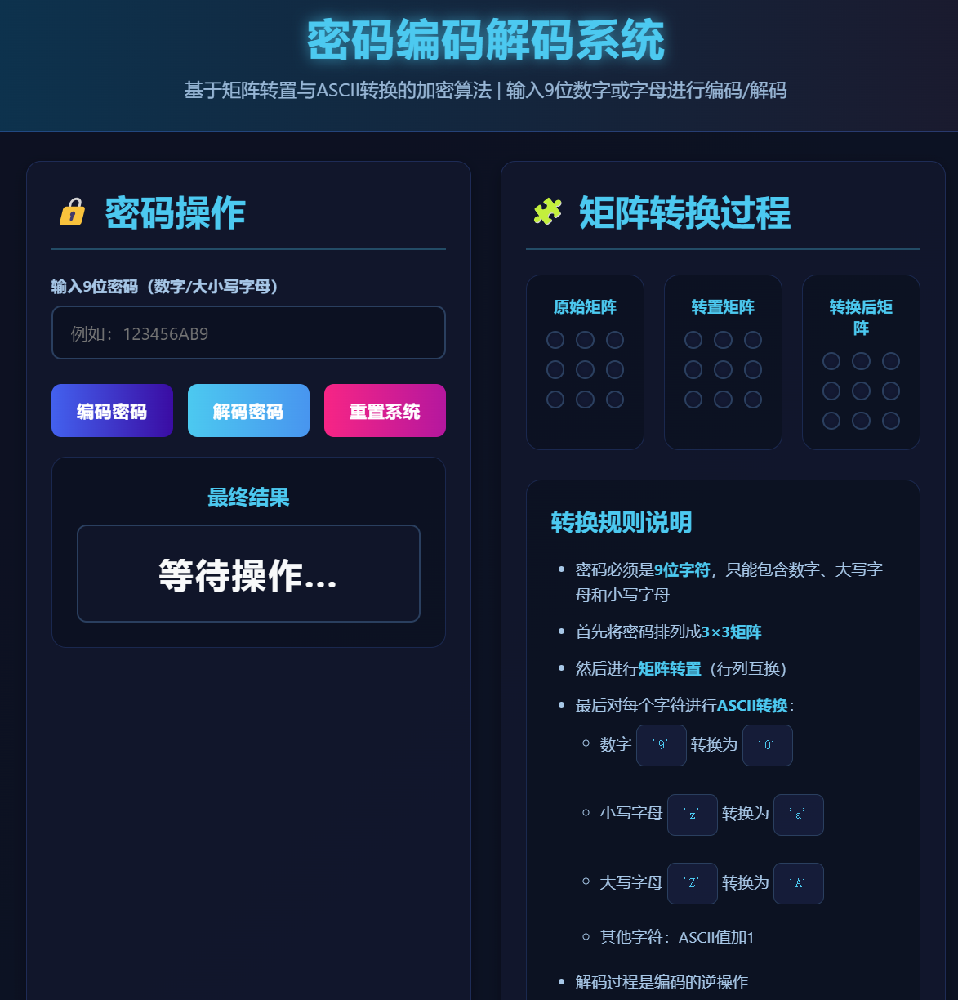 密码编码解码系统
基于矩阵转置与ASCII转换的加密算法 | 输入9位数字或字母进行编码/解码
密码操作
输入9位密码（数字/大小写字母）
例如：123456AB9
编码密码
解码密码
重置系统
最终结果
等待操作...
矩阵转换过程
原始矩阵
转置矩阵
转换后矩
阵
转换规则说明
密码必须是9位字符，只能包含数字、大写字
母和小写字母
首先将密码排列成3×3矩阵
然后进行矩阵转置（行列互换）
最后对每个字符进行ASCII转换：
数字 '9' 转换为 '0'
小写字母 'z' 转换为 'a'
大写字母 'Z' 转换为 'A'
其他字符：ASCII值加1
解码过程是编码的逆操作